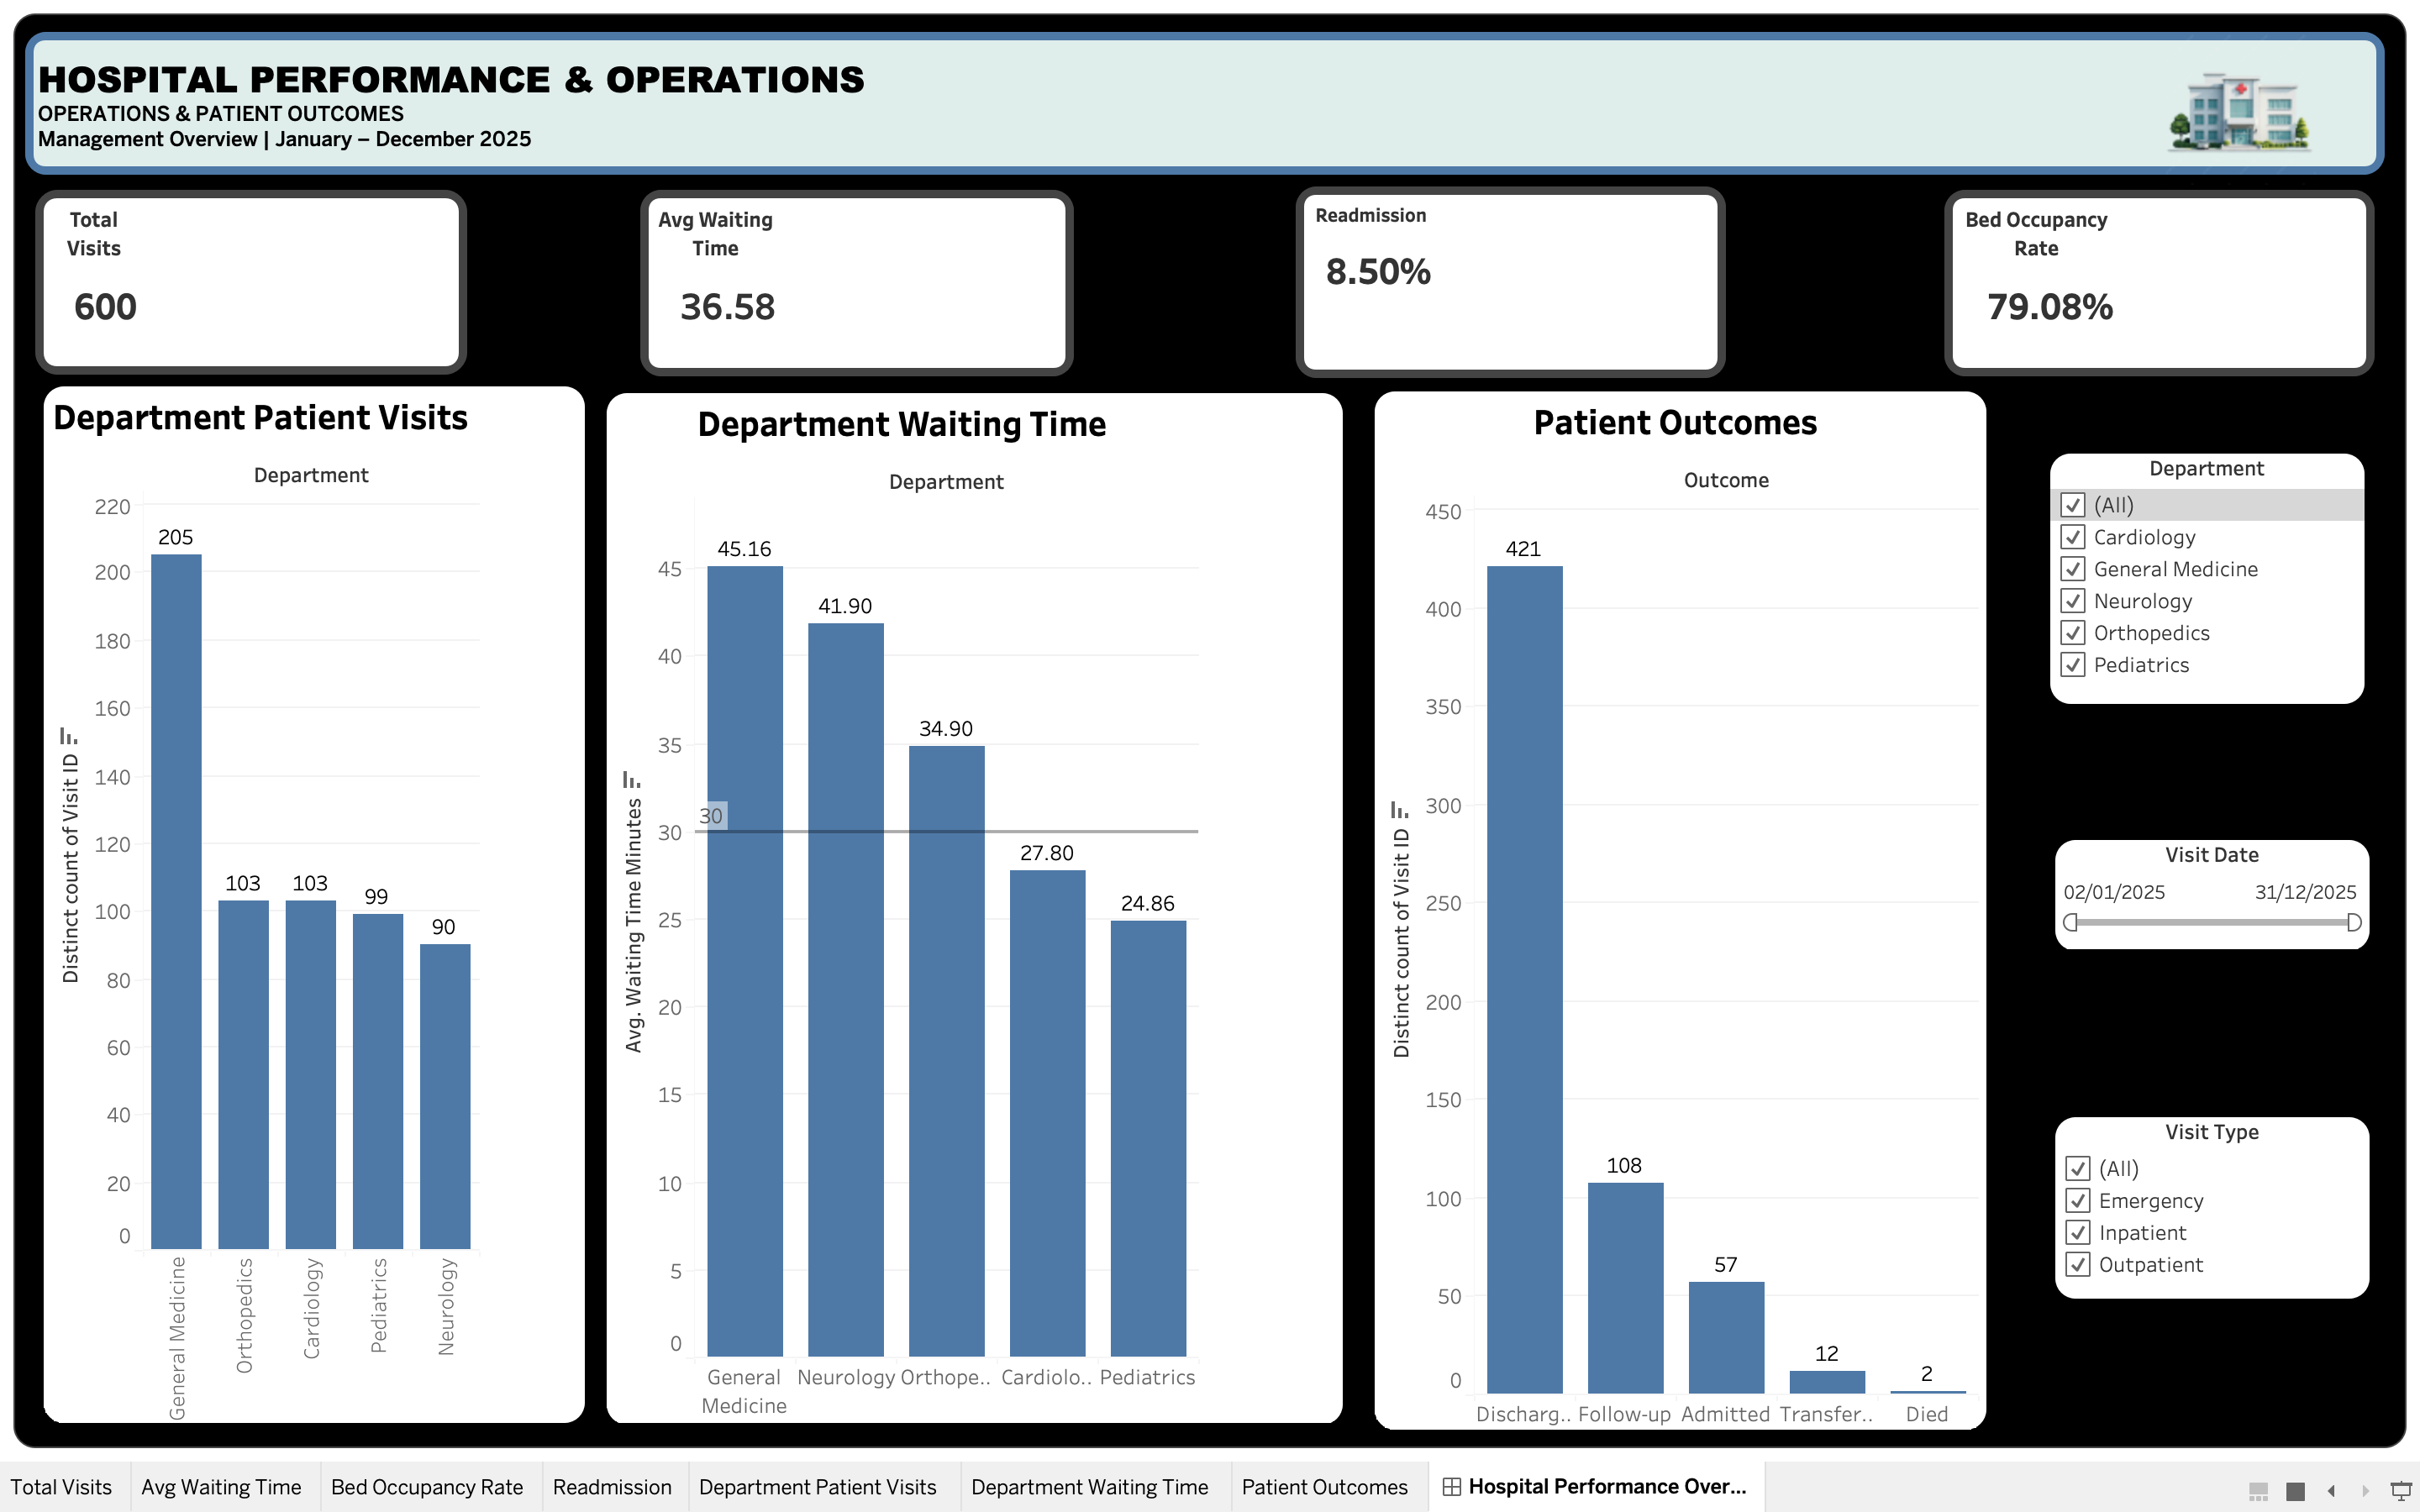 HOSPITAL PERFORMANCE & OPERATIONS
OPERATIONS & PATIENT OUTCOMES
Management Overview | January – December 2025
Total
Visits
600
Avg Waiting
Time
36.58
Readmission
8.50%
Bed Occupancy
Rate
79.08%
Department Patient Visits
Department
Distinct count of Visit ID
220
200
180
160
140
120
100
80
60
40
20
0
205
103
103
99
90
General Medicine
Orthopedics
Cardiology
Pediatrics
Neurology
Department Waiting Time
Department
Avg. Waiting Time Minutes
45
40
35
30
25
20
15
10
5
0
30
45.16
41.90
34.90
27.80
24.86
General
Medicine
Neurology
Orthope..
Cardiolo..
Pediatrics
Patient Outcomes
Outcome
Distinct count of Visit ID
450
400
350
300
250
200
150
100
50
0
421
108
57
12
2
Discharg..
Follow-up
Admitted
Transfer..
Died
Department
(All)
Cardiology
General Medicine
Neurology
Orthopedics
Pediatrics
Visit Date
02/01/2025 31/12/2025
Visit Type
(All)
Emergency
Inpatient
Outpatient
Total Visits
Avg Waiting Time
Bed Occupancy Rate
Readmission
Department Patient Visits
Department Waiting Time
Patient Outcomes
Hospital Performance Over...